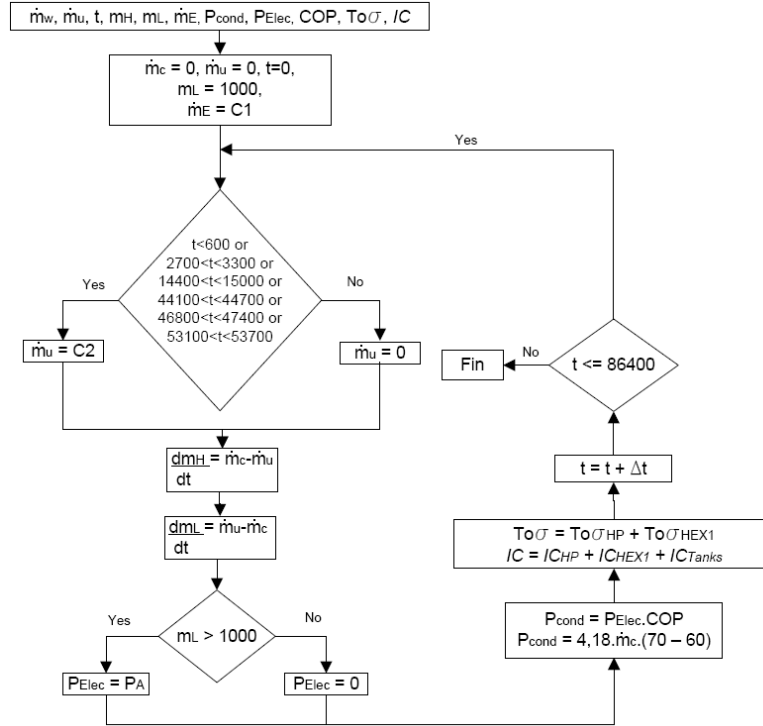 ṁw, ṁu, t, mH, mL, ṁE, Pcond, PElec, COP, Toσ, IC
ṁc = 0, ṁu = 0, t=0,
mL = 1000,
ṁE = C1
Yes
t<600 or
2700<t<3300 or
14400<t<15000 or
44100<t<44700 or
46800<t<47400 or
53100<t<53700
Yes
No
ṁu = C2
ṁu = 0
Fin
No
t <= 86400
dmH = ṁc-ṁu
dt
t = t + Δt
dmL = ṁu-ṁc
dt
Toσ = ToσHP + ToσHEX1
IC = ICHP + ICHEX1 + ICTanks
Yes
mL > 1000
No
Pcond = PElec.COP
Pcond = 4,18.ṁc.(70 – 60)
PElec = PA
PElec = 0